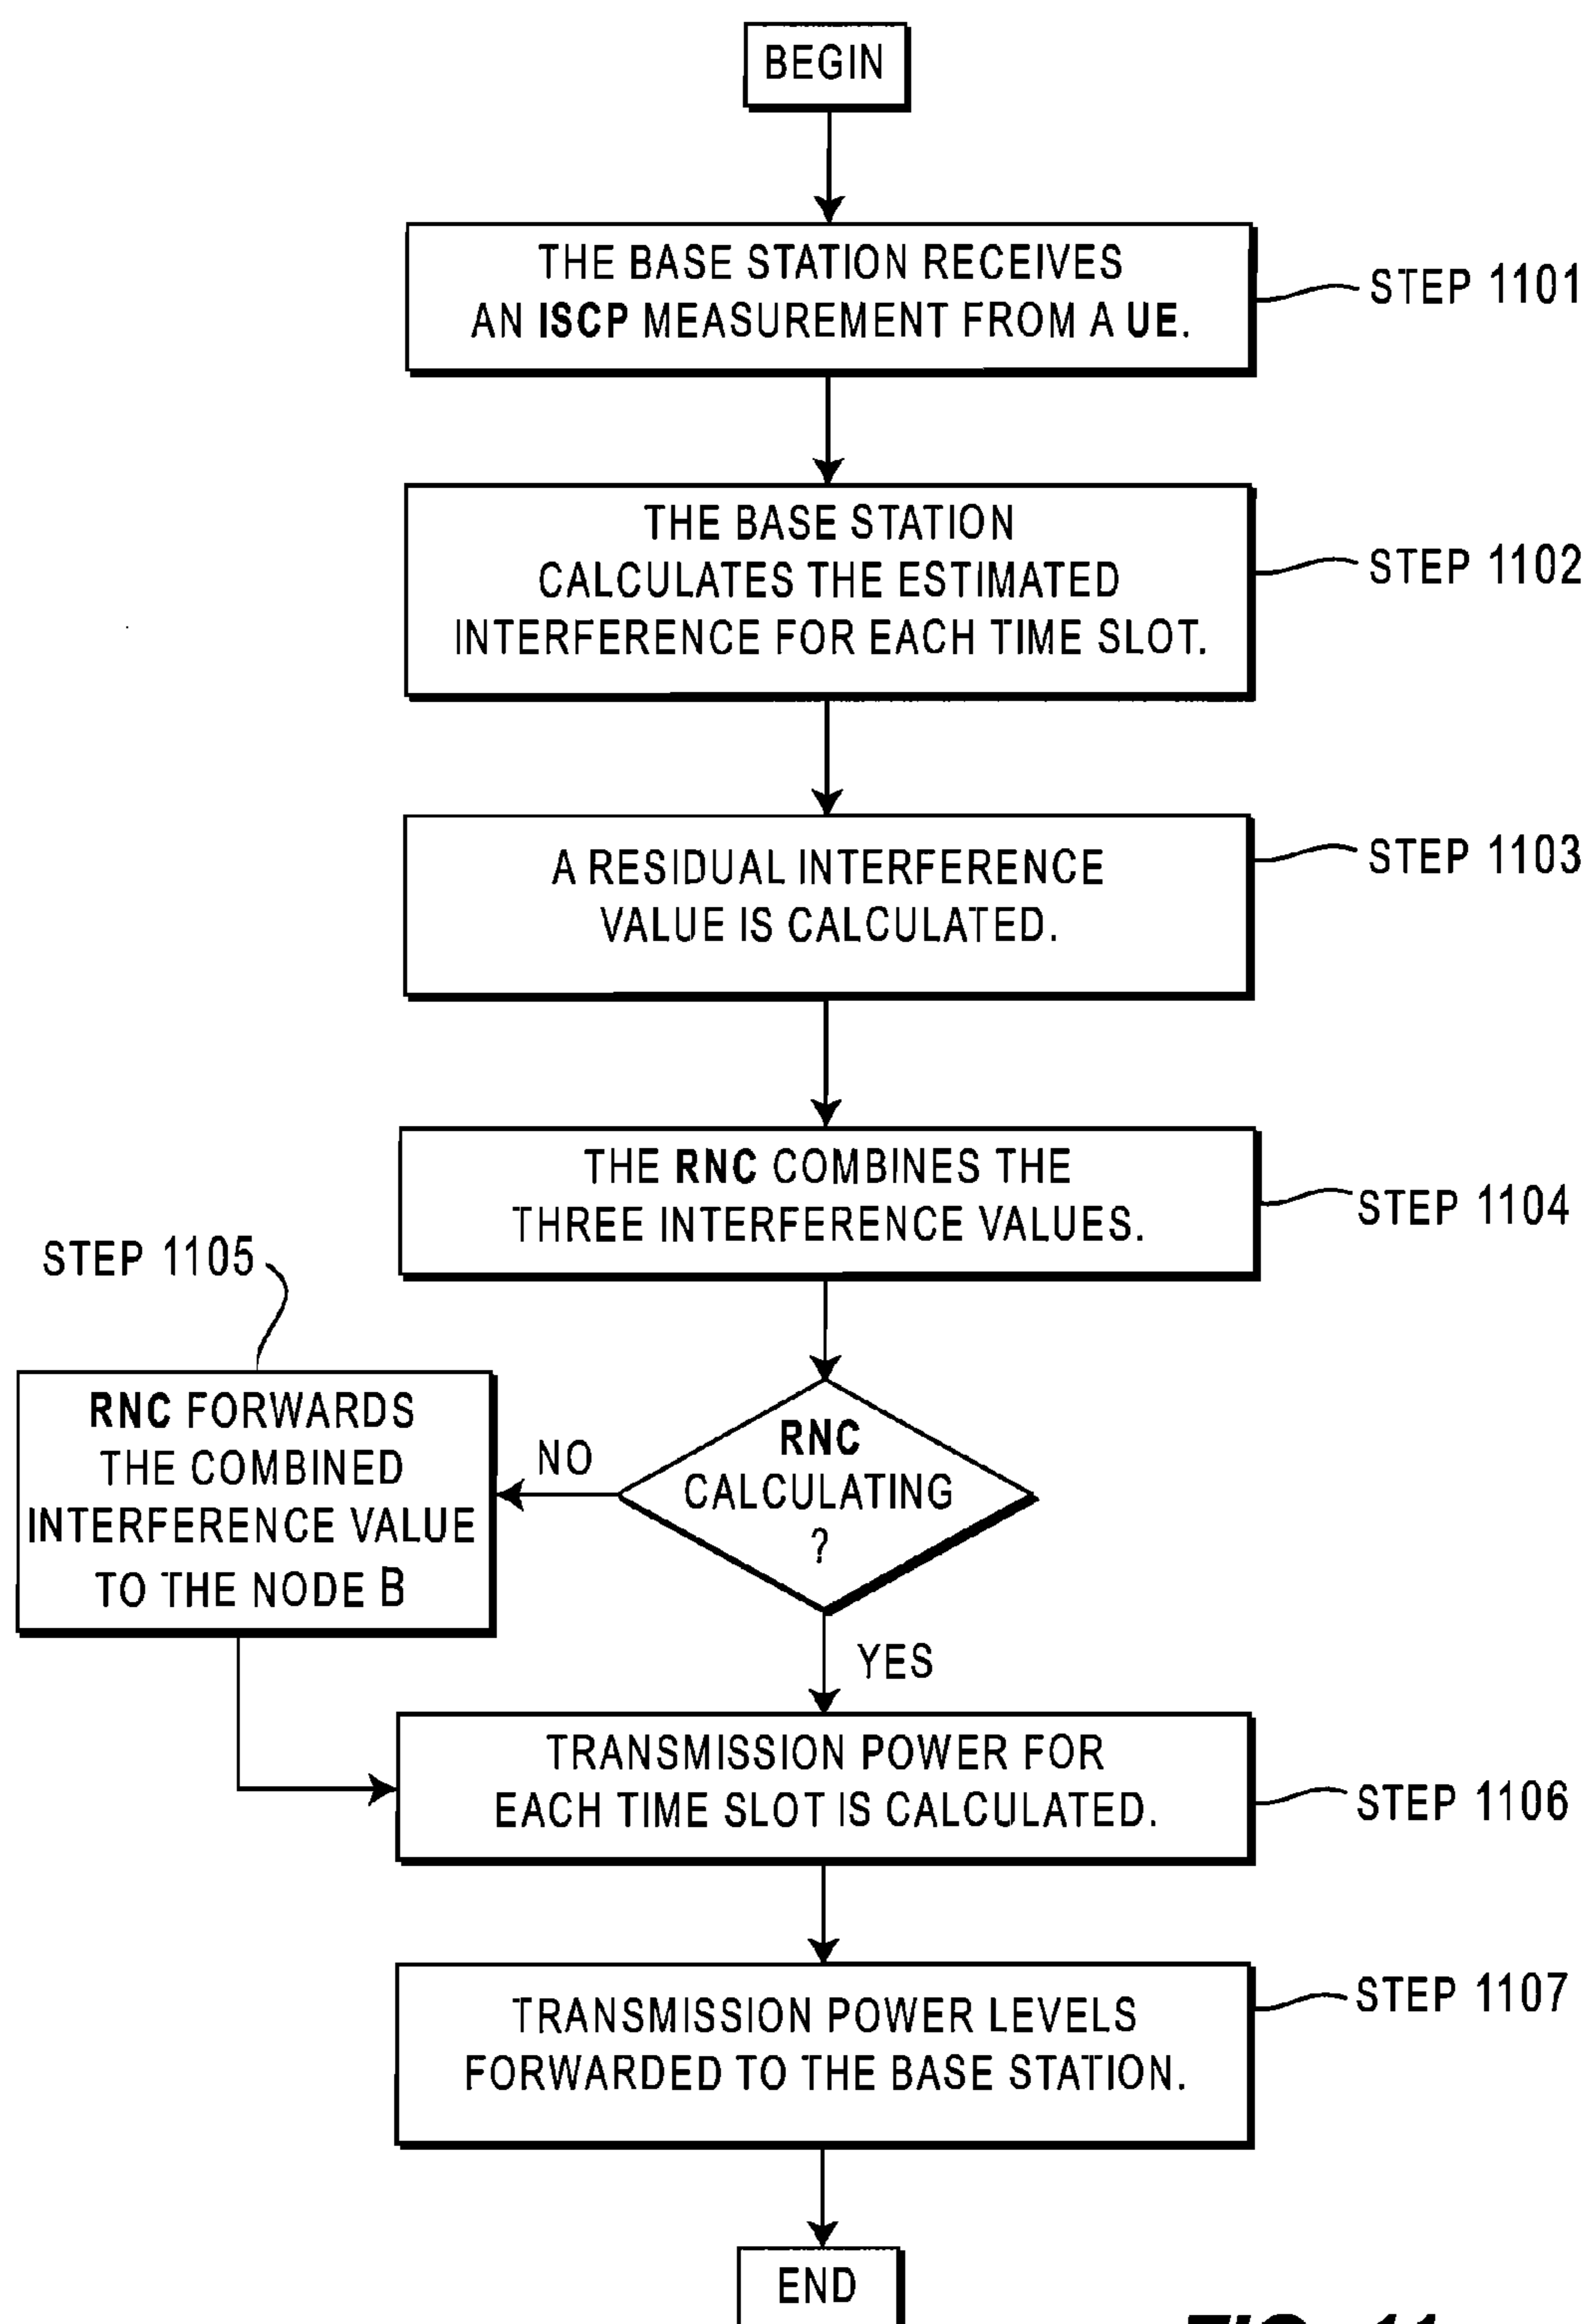 BEGIN
THE BASE STATION RECEIVES
AN ISCP MEASUREMENT FROM A UE.
STEP 1101
THE BASE STATION
CALCULATES THE ESTIMATED
INTERFERENCE FOR EACH TIME SLOT.
STEP 1102
A RESIDUAL INTERFERENCE
VALUE IS CALCULATED.
STEP 1103
THE RNC COMBINES THE
THREE INTERFERENCE VALUES.
STEP 1104
STEP 1105
RNC FORWARDS
THE COMBINED
INTERFERENCE VALUE
TO THE NODE B
NO
RNC
CALCULATING
?
YES
TRANSMISSION POWER FOR
EACH TIME SLOT IS CALCULATED.
STEP 1106
TRANSMISSION POWER LEVELS
FORWARDED TO THE BASE STATION.
STEP 1107
END